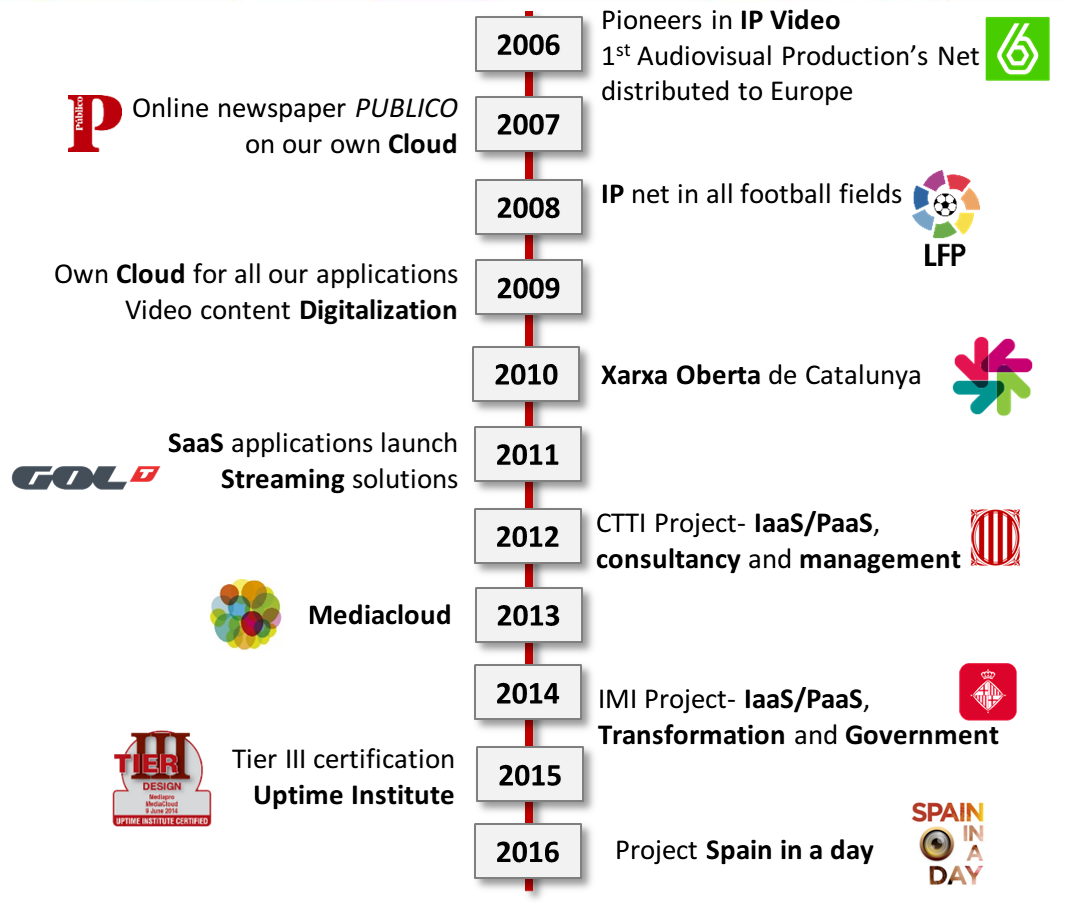 2006
Pioneers in IP Video
1st Audiovisual Production's Net
distributed to Europe
6
Público
P
Online newspaper PUBLICO
on our own Cloud
2007
2008
IP net in all football fields
LFP
Own Cloud for all our applications
Video content Digitalization
2009
2010
Xarxa Oberta de Catalunya
SaaS applications launch
Streaming solutions
GOL T
2011
2012
CTTI Project- IaaS/PaaS,
consultancy and management
Mediacloud
2013
2014
IMI Project- IaaS/PaaS,
Transformation and Government
III
TIER
DESIGN
Mediapro
MediaCloud
9 June 2014
UPTIME INSTITUTE CERTIFIED
Tier III certification
Uptime Institute
2015
2016
Project Spain in a day
SPAIN
IN
A
DAY